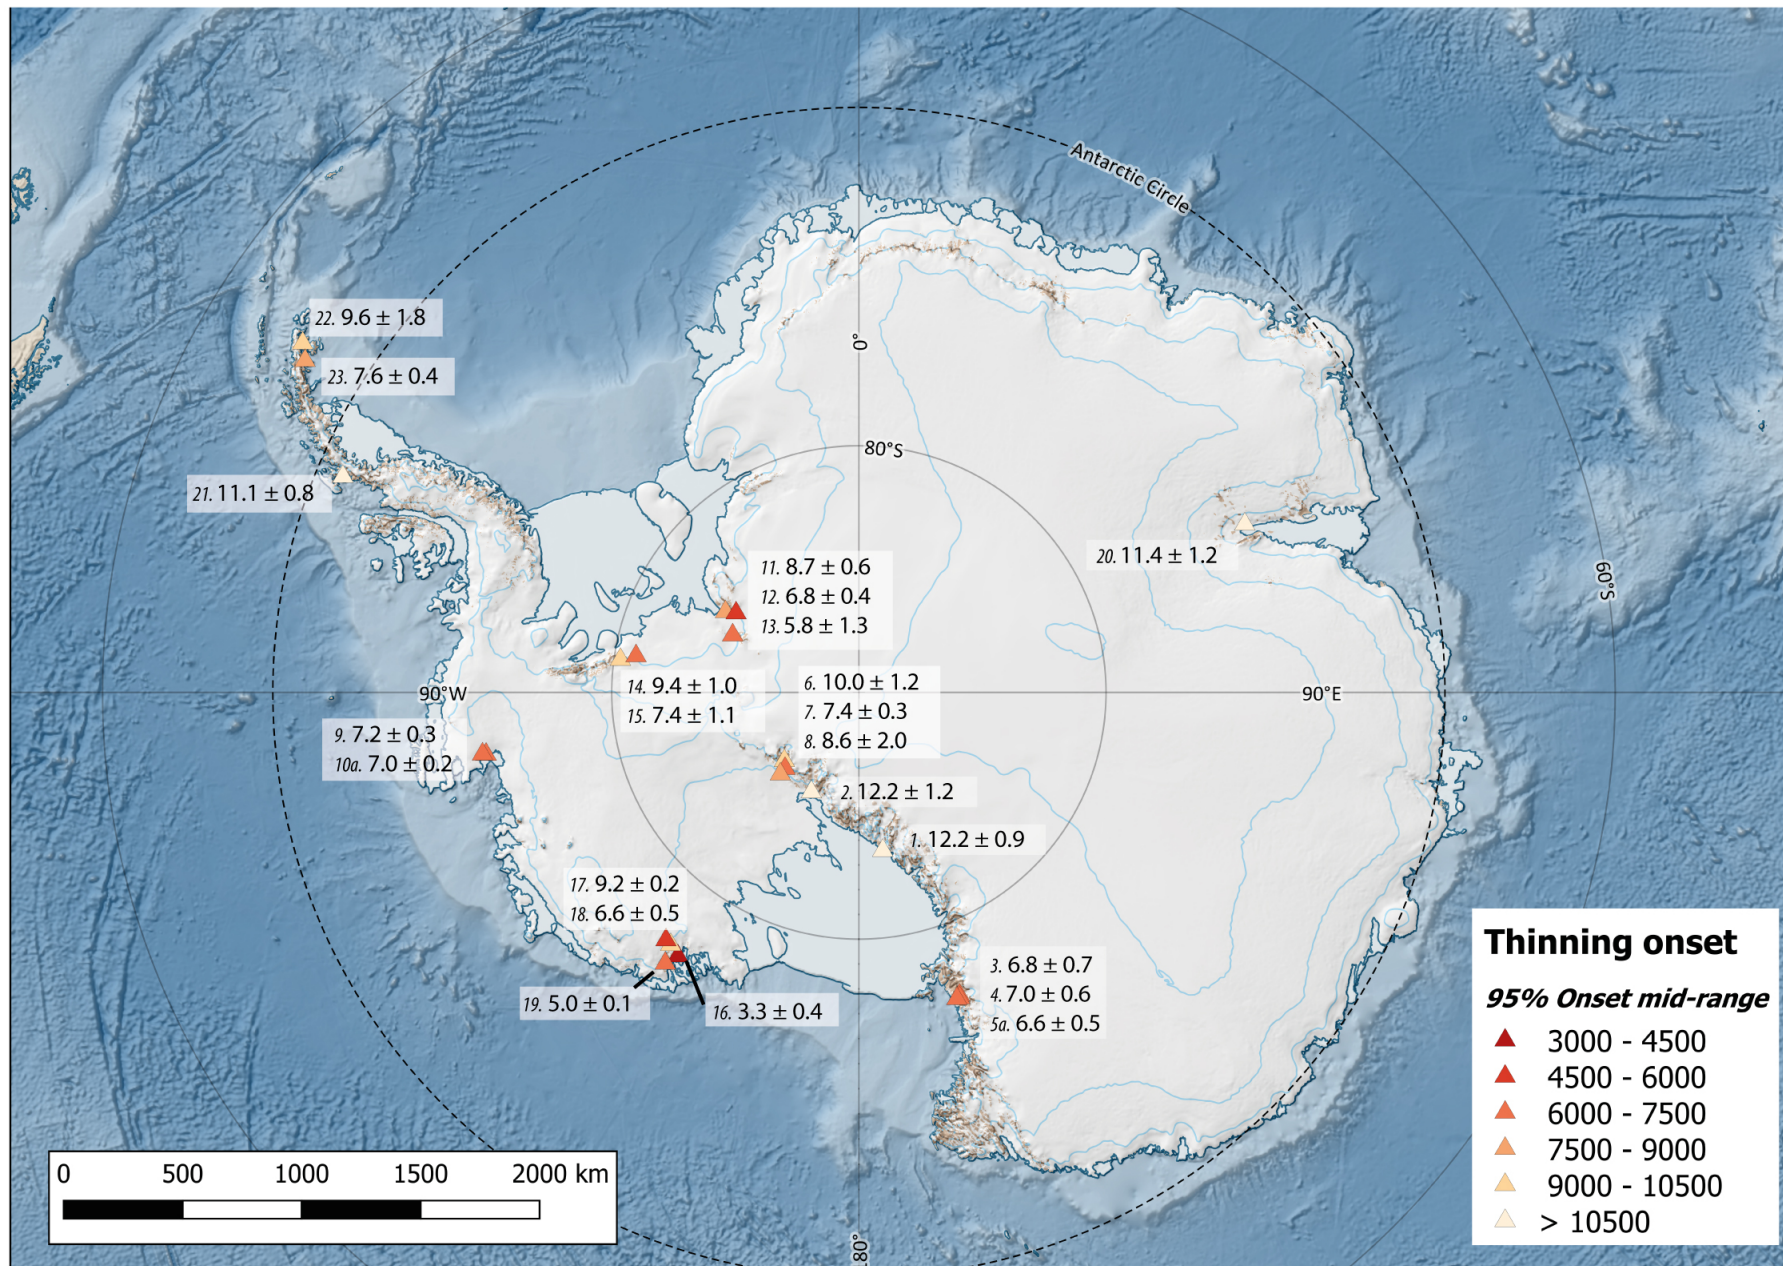 Antarctic Circle
22. 9.6 ± 1.8
0°
23. 7.6 ± 0.4
80°S
21. 11.1 ± 0.8
20. 11.4 ± 1.2
60°S
11. 8.7 ± 0.6
12. 6.8 ± 0.4
13. 5.8 ± 1.3
14. 9.4 ± 1.0
15. 7.4 ± 1.1
6. 10.0 ± 1.2
7. 7.4 ± 0.3
8. 8.6 ± 2.0
90°W
90°E
9. 7.2 ± 0.3
10a. 7.0 ± 0.2
2. 12.2 ± 1.2
1. 12.2 ± 0.9
17. 9.2 ± 0.2
18. 6.6 ± 0.5
3. 6.8 ± 0.7
4. 7.0 ± 0.6
5a. 6.6 ± 0.5
19. 5.0 ± 0.1
16. 3.3 ± 0.4
Thinning onset
95% Onset mid-range
3000 - 4500
4500 - 6000
6000 - 7500
7500 - 9000
9000 - 10500
> 10500
0 500 1000 1500 2000 km
80°